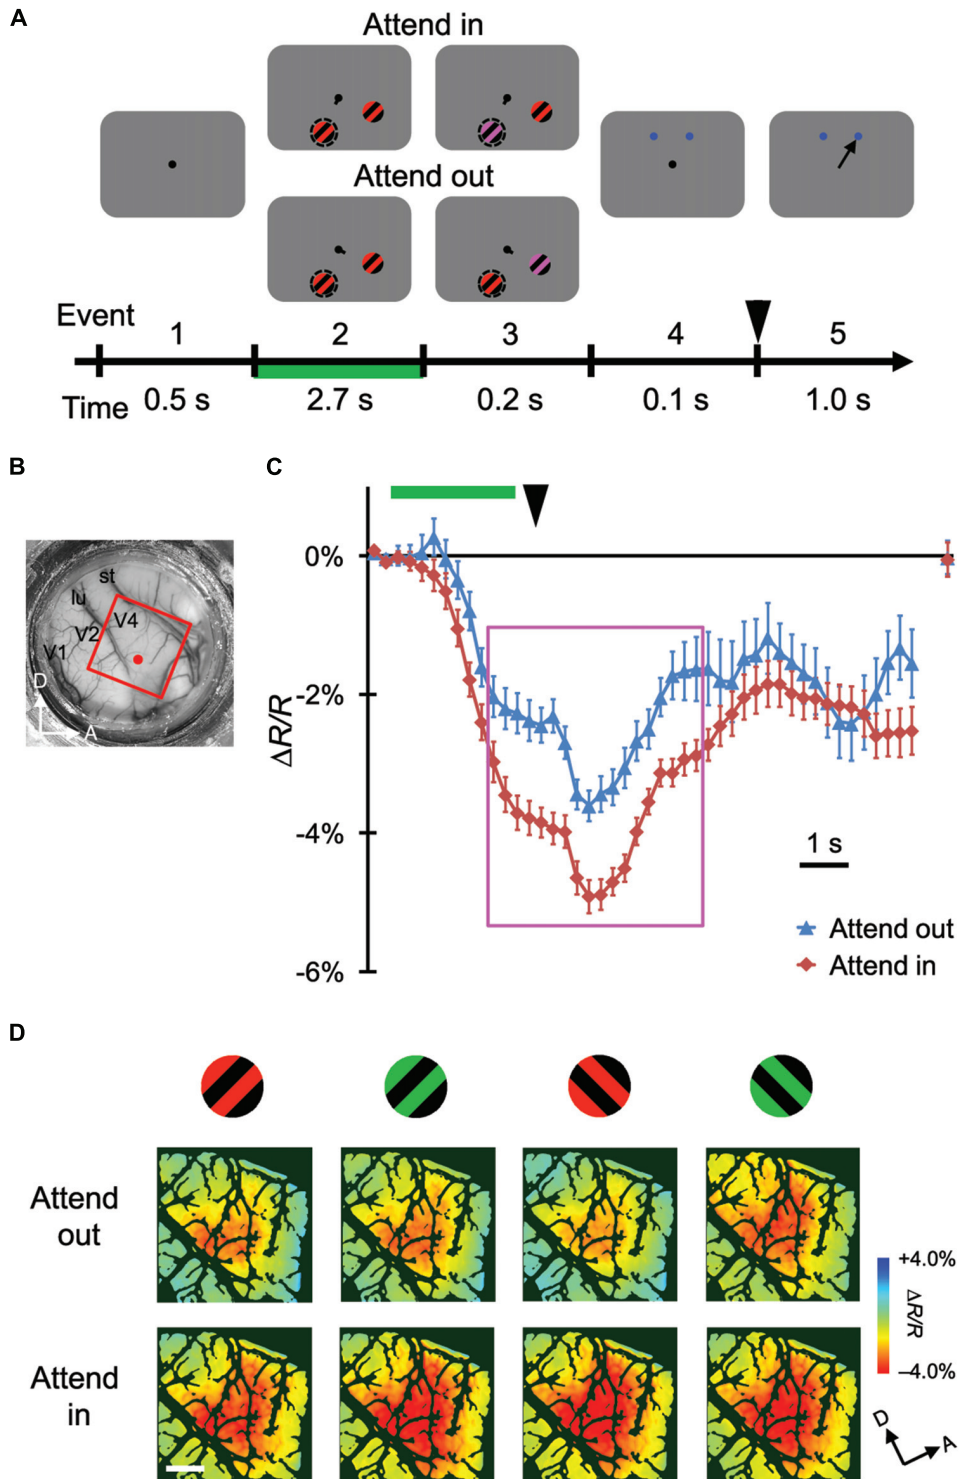 A
Attend in
Attend out
Event
1
2
3
4
5
Time
0.5 s
2.7 s
0.2 s
0.1 s
1.0 s
B
st
lu
V4
V2
V1
D
A
C
0%
-2%
-4%
-6%
ΔR/R
1 s
Attend out
Attend in
D
Attend
out
Attend
in
+4.0%
ΔR/R
–4.0%
D
A